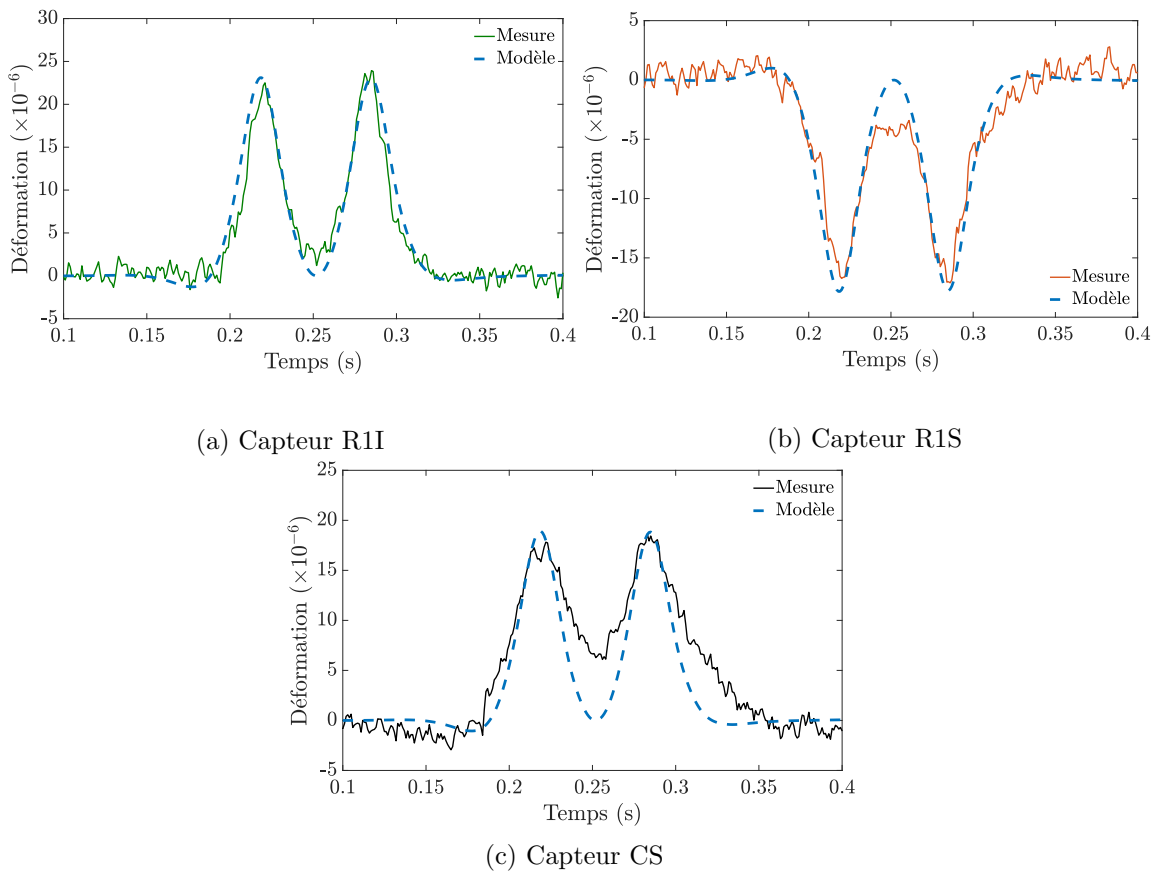 30
25
20
15
10
5
0
-5
Déformation (×10⁻⁶)
0.1 0.15 0.2 0.25 0.3 0.35 0.4
Temps (s)
Mesure
Modèle
(a) Capteur R1I
5
0
-5
-10
-15
-20
Déformation (×10⁻⁶)
0.1 0.15 0.2 0.25 0.3 0.35 0.4
Temps (s)
Mesure
Modèle
(b) Capteur R1S
25
20
15
10
5
0
-5
Déformation (×10⁻⁶)
0.1 0.15 0.2 0.25 0.3 0.35 0.4
Temps (s)
Mesure
Modèle
(c) Capteur CS